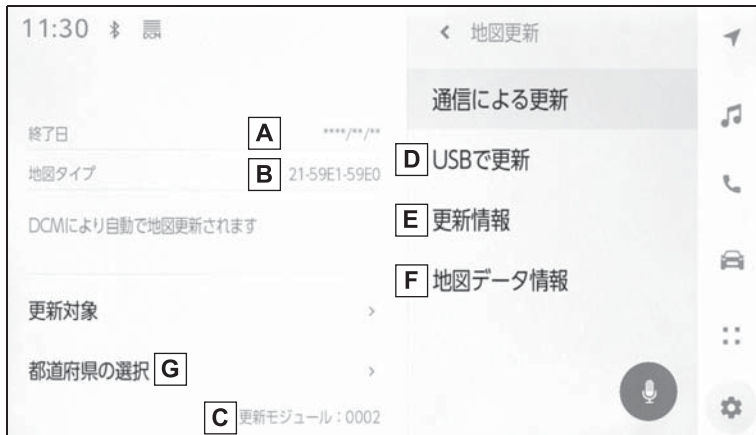 11:30 DCM
地図更新
終了日 A ****/**/**
地図タイプ B 21-59E1-59E0
DCMにより自動で地図更新されます
更新対象
都道府県の選択 G
C 更新モジュール：0002
通信による更新
D USBで更新
E 更新情報
F 地図データ情報